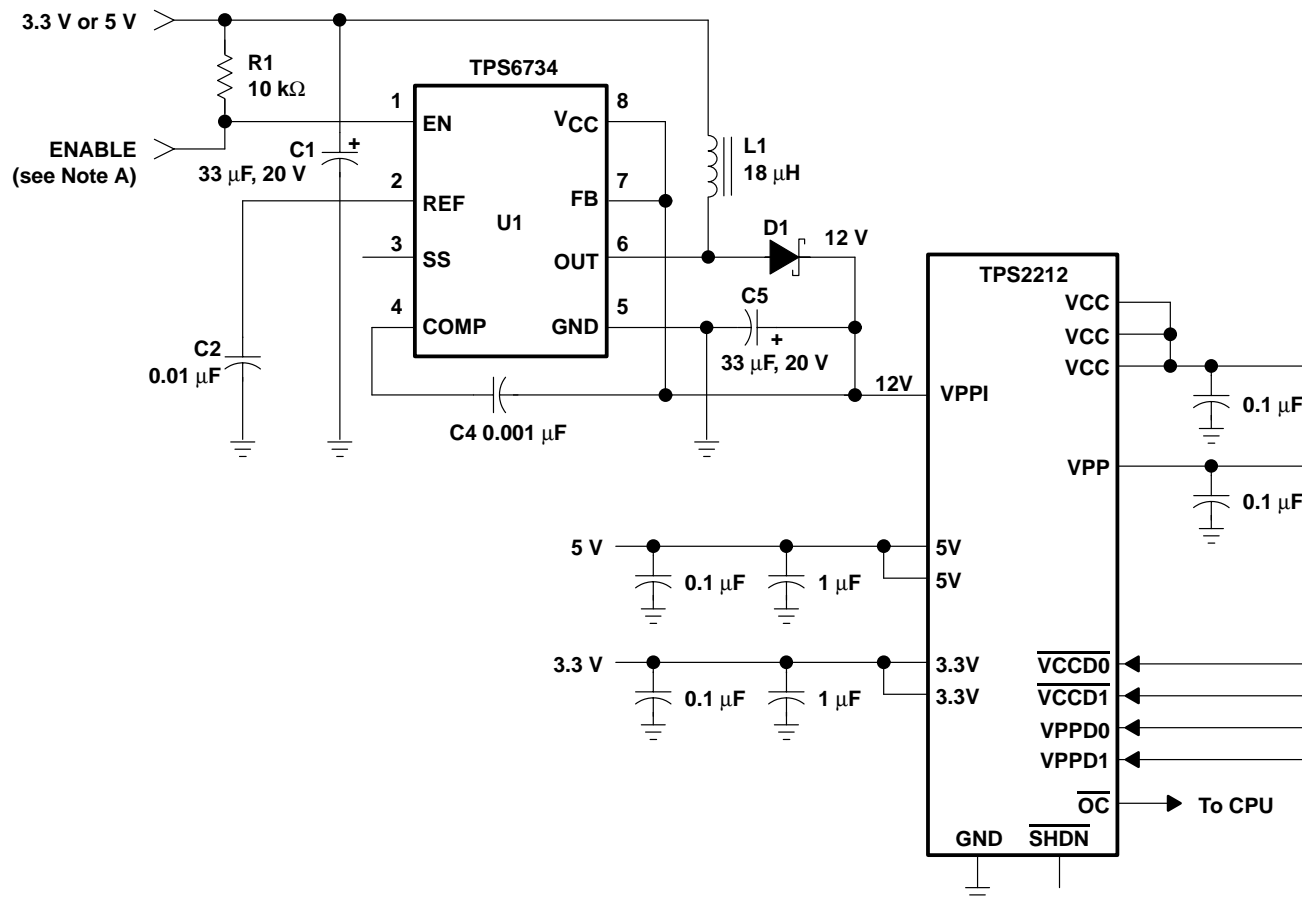 3.3 V or 5 V
R1
10 kΩ
ENABLE
(see Note A)
C1
+
33 μF, 20 V
TPS6734
1
EN
2
REF
3
SS
4
COMP
U1
8
VCC
7
FB
6
OUT
5
GND
L1
18 μH
D1
12 V
C5
+
33 μF, 20 V
C2
0.01 μF
C4 0.001 μF
12V
TPS2212
VPPI
VCC
VCC
VCC
0.1 μF
VPP
0.1 μF
5 V
0.1 μF
1 μF
5V
5V
3.3 V
0.1 μF
1 μF
3.3V
3.3V
VCCD0
VCCD1
VPPD0
VPPD1
OC
To CPU
GND
SHDN